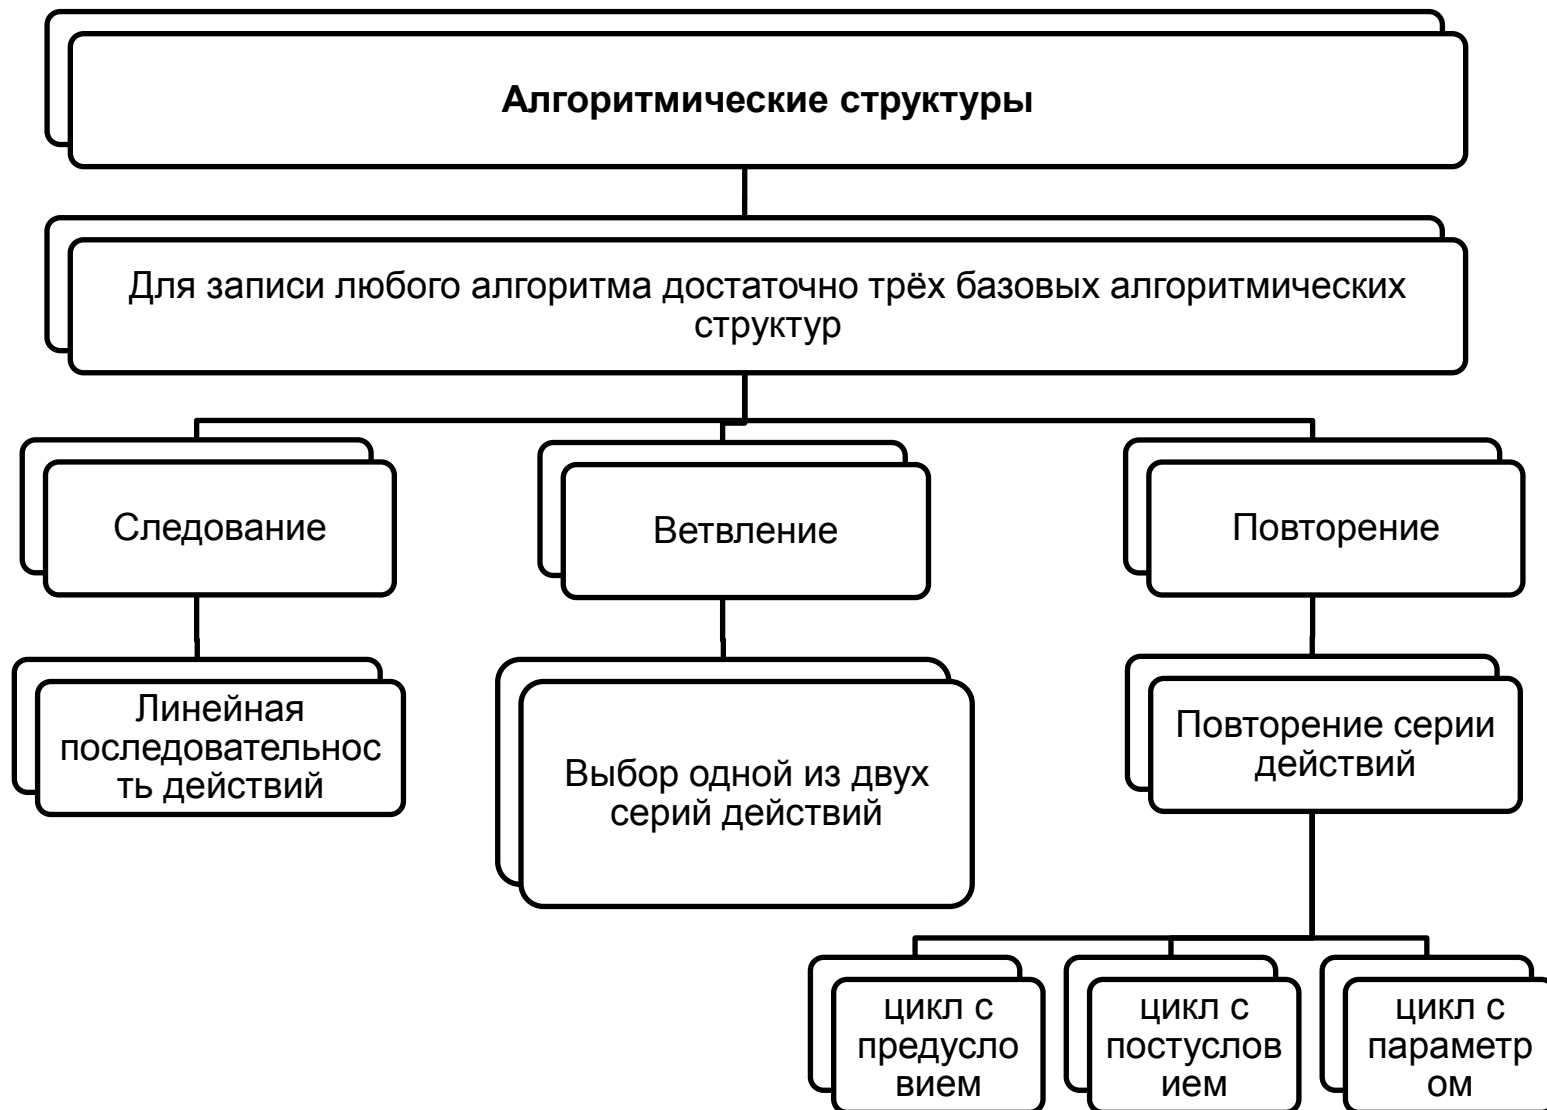 Алгоритмические структуры
Для записи любого алгоритма достаточно трёх базовых алгоритмических
структур
Следование
Ветвление
Повторение
Линейная
последовательнос
ть действий
Выбор одной из двух
серий действий
Повторение серии
действий
цикл с
предусло
вием
цикл с
постуслов
ием
цикл с
параметр
ом